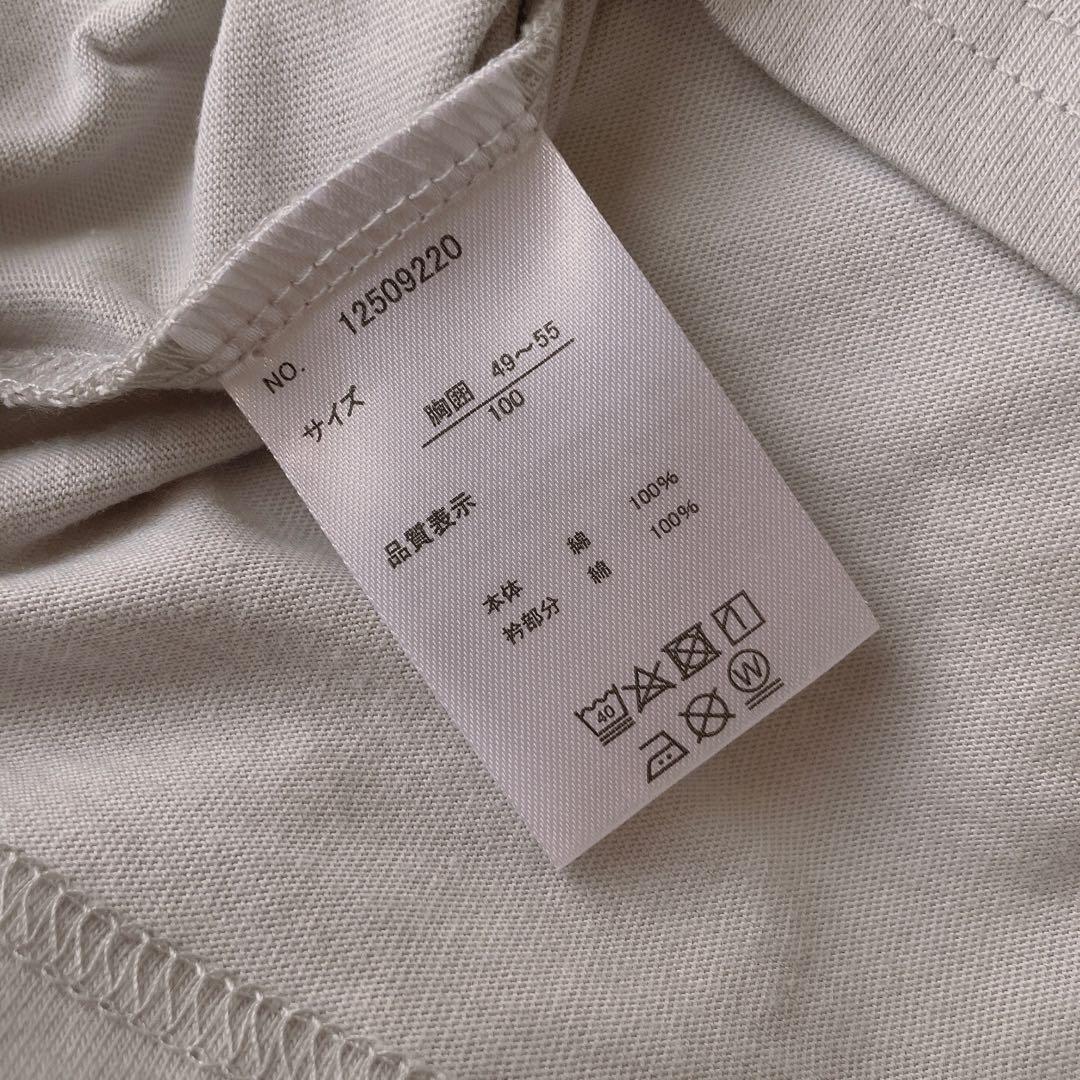 NO. 12509220
サイズ 胸囲 49～55
100
品質表示
本体 綿 100%
衿部分 綿 100%
40
W